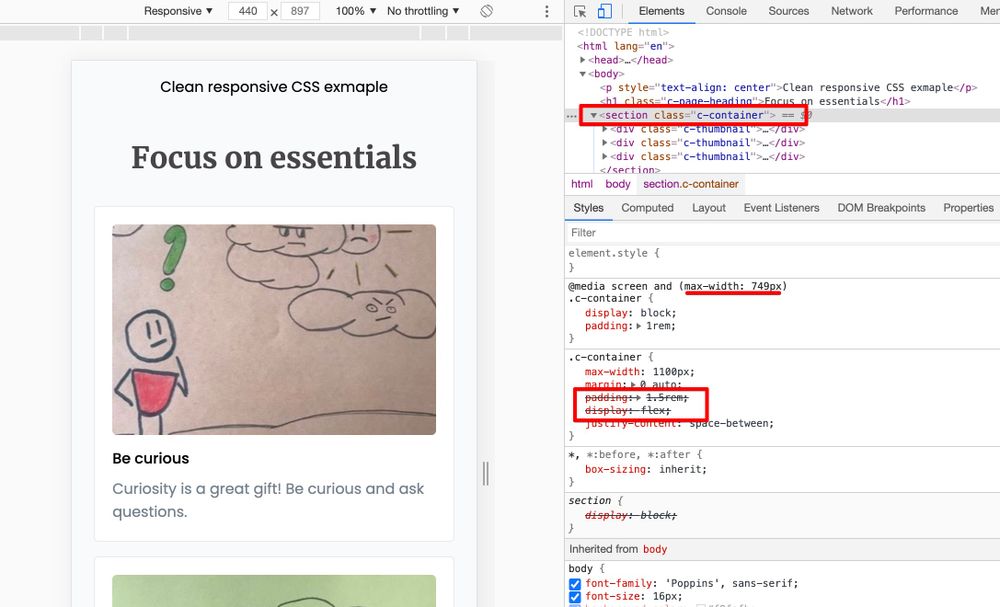 Responsive ▼ 440 × 897 100% ▼ No throttling ▼
Elements Console Sources Network Performance
<!DOCTYPE html>
<html lang="en">
▶<head>…</head>
▼<body>
<p style="text-align: center">Clean responsive CSS exmaple</p>
<h1 class="c-page-heading">Focus on essentials</h1>
… ▼<section class="c-container"> == $0
▶<div class="c-thumbnail">…</div>
▶<div class="c-thumbnail">…</div>
▶<div class="c-thumbnail">…</div>
</section>
html body section.c-container
Styles Computed Layout Event Listeners DOM Breakpoints Properties
Filter
element.style {
}
@media screen and (max-width: 749px)
.c-container {
display: block;
padding:▶ 1rem;
}
.c-container {
max-width: 1100px;
margin:▶ 0 auto;
padding:▶ 1.5rem;
display: flex;
justify-content: space-between;
}
*, *:before, *:after {
box-sizing: inherit;
}
section {
display: block;
}
Inherited from body
body {
font-family: 'Poppins', sans-serif;
font-size: 16px;
Clean responsive CSS exmaple
Focus on essentials
Be curious
Curiosity is a great gift! Be curious and ask
questions.